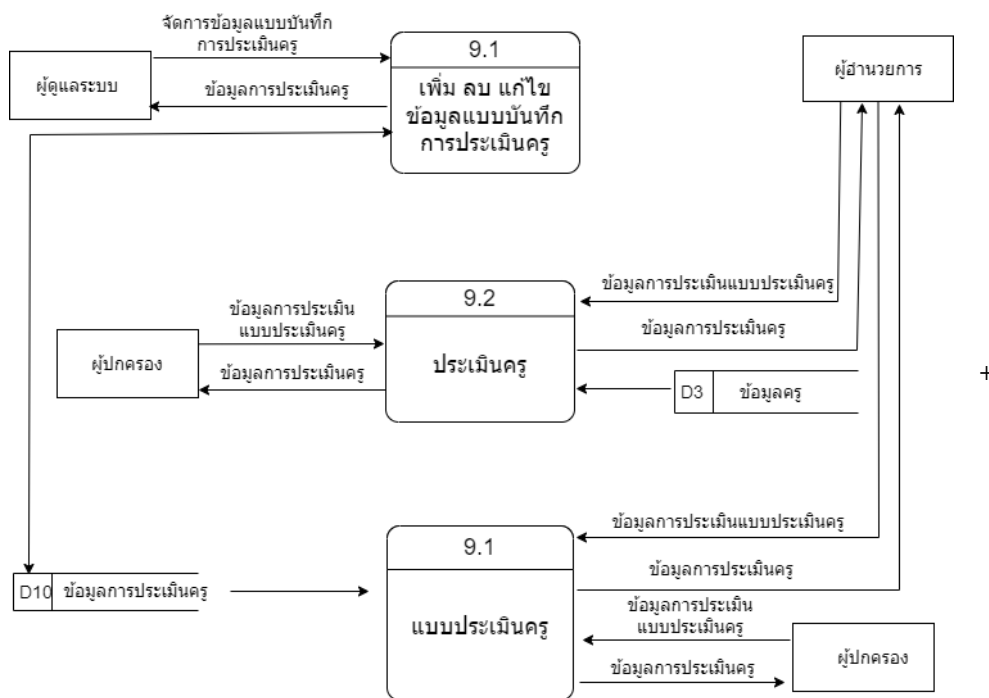 จัดการข้อมูลแบบบันทึก
การประเมินครู
ผู้ดูแลระบบ
ข้อมูลการประเมินครู
9.1
เพิ่ม ลบ แก้ไข
ข้อมูลแบบบันทึก
การประเมินครู
ผู้อำนวยการ
ข้อมูลการประเมินแบบประเมินครู
ข้อมูลการประเมินครู
9.2
ประเมินครู
ข้อมูลการประเมิน
แบบประเมินครู
ผู้ปกครอง
ข้อมูลการประเมินครู
D3 ข้อมูลครู
+
ข้อมูลการประเมินแบบประเมินครู
9.1
แบบประเมินครู
D10 ข้อมูลการประเมินครู
ข้อมูลการประเมินครู
ข้อมูลการประเมิน
แบบประเมินครู
ผู้ปกครอง
ข้อมูลการประเมินครู